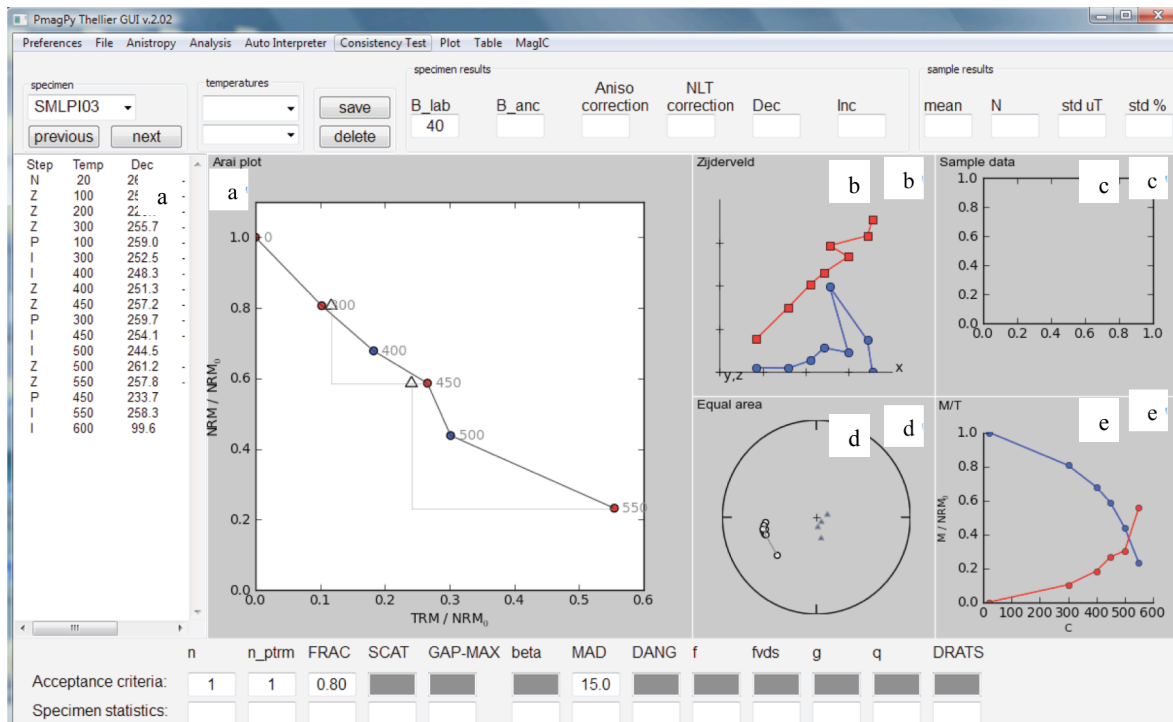 PmagPy Thellier GUI v.2.02
Preferences File Anistropy Analysis Auto Interpreter Consistency Test Plot Table MagIC
specimen
SMLPI03
previous next
temperatures
save
delete
specimen results
B_lab B_anc Aniso correction NLT correction Dec Inc
40
sample results
mean N std uT std %
Step Temp Dec
N 20
Z 100
Z 200
Z 300 255.7 -
P 100 259.0 -
I 300 252.5 -
I 400 248.3 -
Z 400 251.3 -
Z 450 257.2 -
P 300 259.7 -
I 450 254.1 -
I 500 244.5 -
Z 500 261.2 -
Z 550 257.8 -
P 450 233.7 -
I 550 258.3 -
I 600 99.6 -
a
Arai plot
a
1.0
0.8
0.6
0.4
0.2
0.0
NRM / NRM0
0
300
400
450
500
550
0.0 0.1 0.2 0.3 0.4 0.5 0.6
TRM / NRM0
Zijderveld
b b
x
y,z
Sample data
c c
1.0
0.8
0.6
0.4
0.2
0.0
0.0 0.2 0.4 0.6 0.8 1.0
Equal area
d d
M/T
e e
1.0
0.8
0.6
0.4
0.2
0.0
M / NRM0
0 100 200 300 400 500 600
C
n n_ptrm FRAC SCAT GAP-MAX beta MAD DANG f fvds g q DRATS
Acceptance criteria: 1 1 0.80 15.0
Specimen statistics: